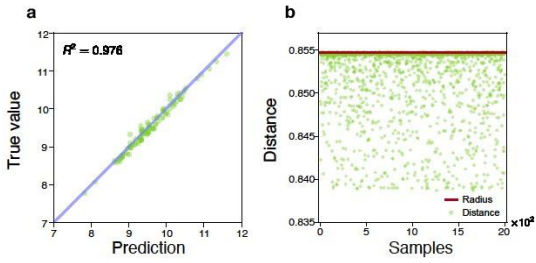 a
R² = 0.976
12
11
10
9
8
7
7 8 9 10 11 12
True value
Prediction
b
0.855
0.850
0.845
0.840
0.835
0 5 10 15 20
×10²
Distance
Samples
Radius
Distance